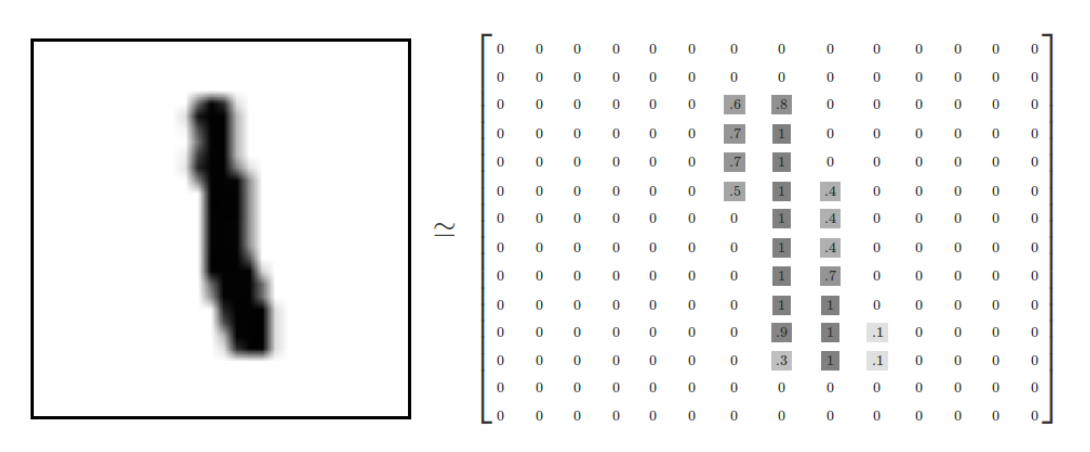 0 0 0 0 0 0 0 0 0 0 0 0 0 0
0 0 0 0 0 0 0 0 0 0 0 0 0 0
0 0 0 0 0 0 .6 .8 0 0 0 0 0 0
0 0 0 0 0 0 .7 1 0 0 0 0 0 0
0 0 0 0 0 0 .7 1 0 0 0 0 0 0
0 0 0 0 0 0 .5 1 .4 0 0 0 0 0
0 0 0 0 0 0 0 1 .4 0 0 0 0 0
≃ 0 0 0 0 0 0 0 1 .4 0 0 0 0 0
0 0 0 0 0 0 0 1 .7 0 0 0 0 0
0 0 0 0 0 0 0 1 1 0 0 0 0 0
0 0 0 0 0 0 0 .9 1 .1 0 0 0 0
0 0 0 0 0 0 0 .3 1 .1 0 0 0 0
0 0 0 0 0 0 0 0 0 0 0 0 0 0
0 0 0 0 0 0 0 0 0 0 0 0 0 0